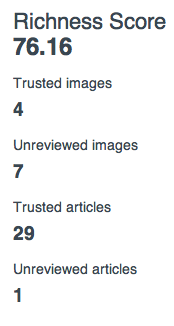 Richness Score
76.16
Trusted images
4
Unreviewed images
7
Trusted articles
29
Unreviewed articles
1